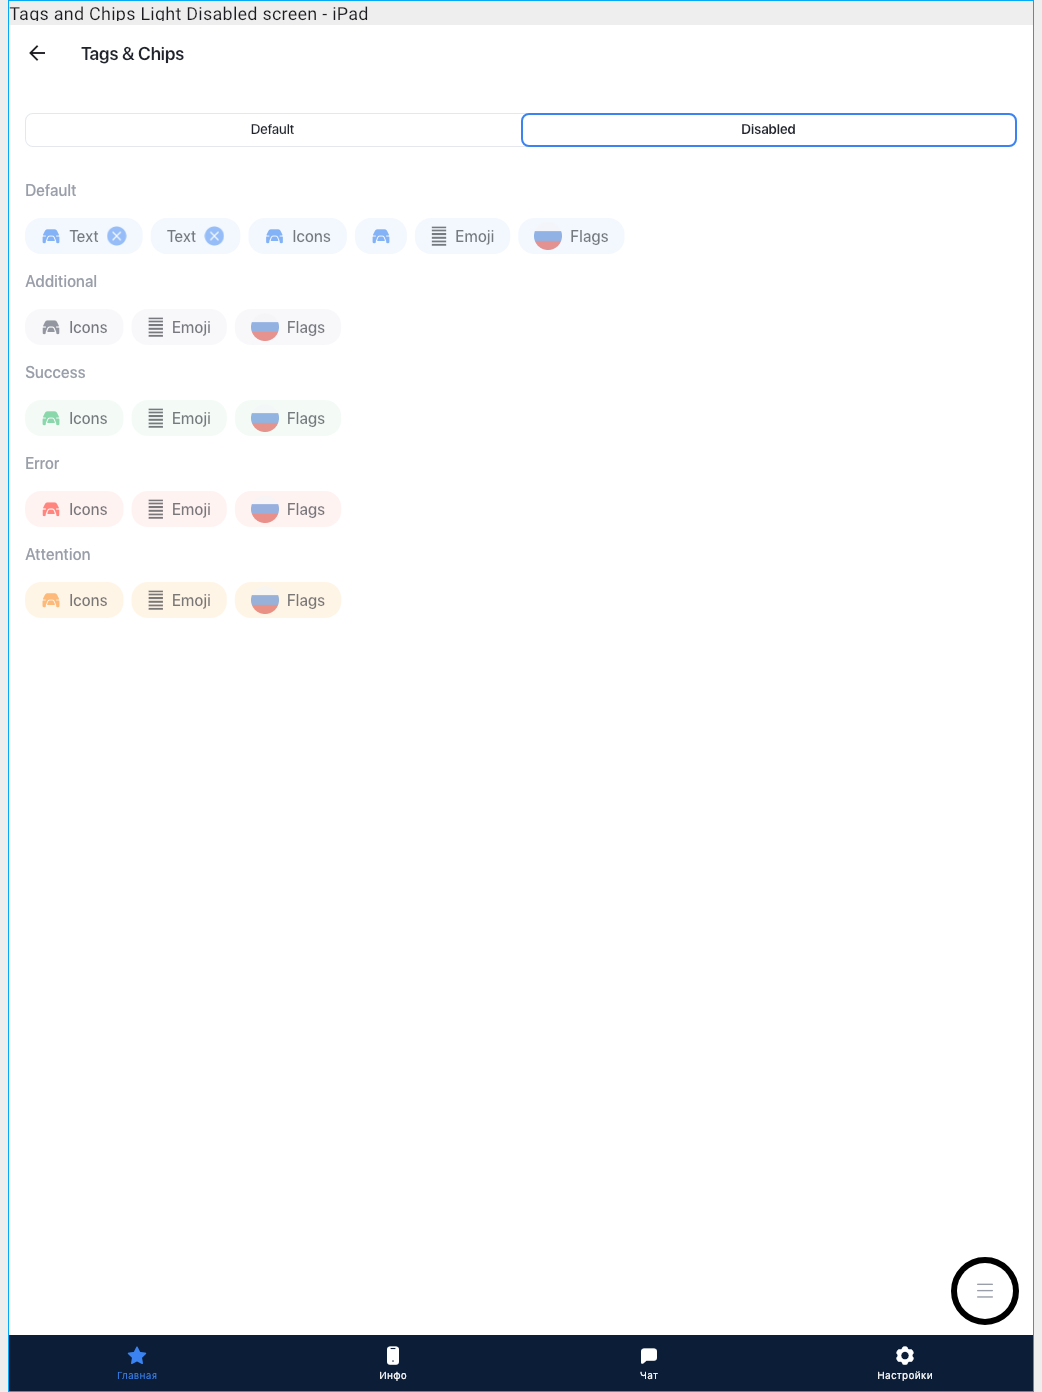 Tags and Chips Light Disabled screen - iPad
Tags & Chips
Default Disabled
Default
Text Text Icons Emoji Flags
Additional
Icons Emoji Flags
Success
Icons Emoji Flags
Error
Icons Emoji Flags
Attention
Icons Emoji Flags
Главная Инфо Чат Настройки